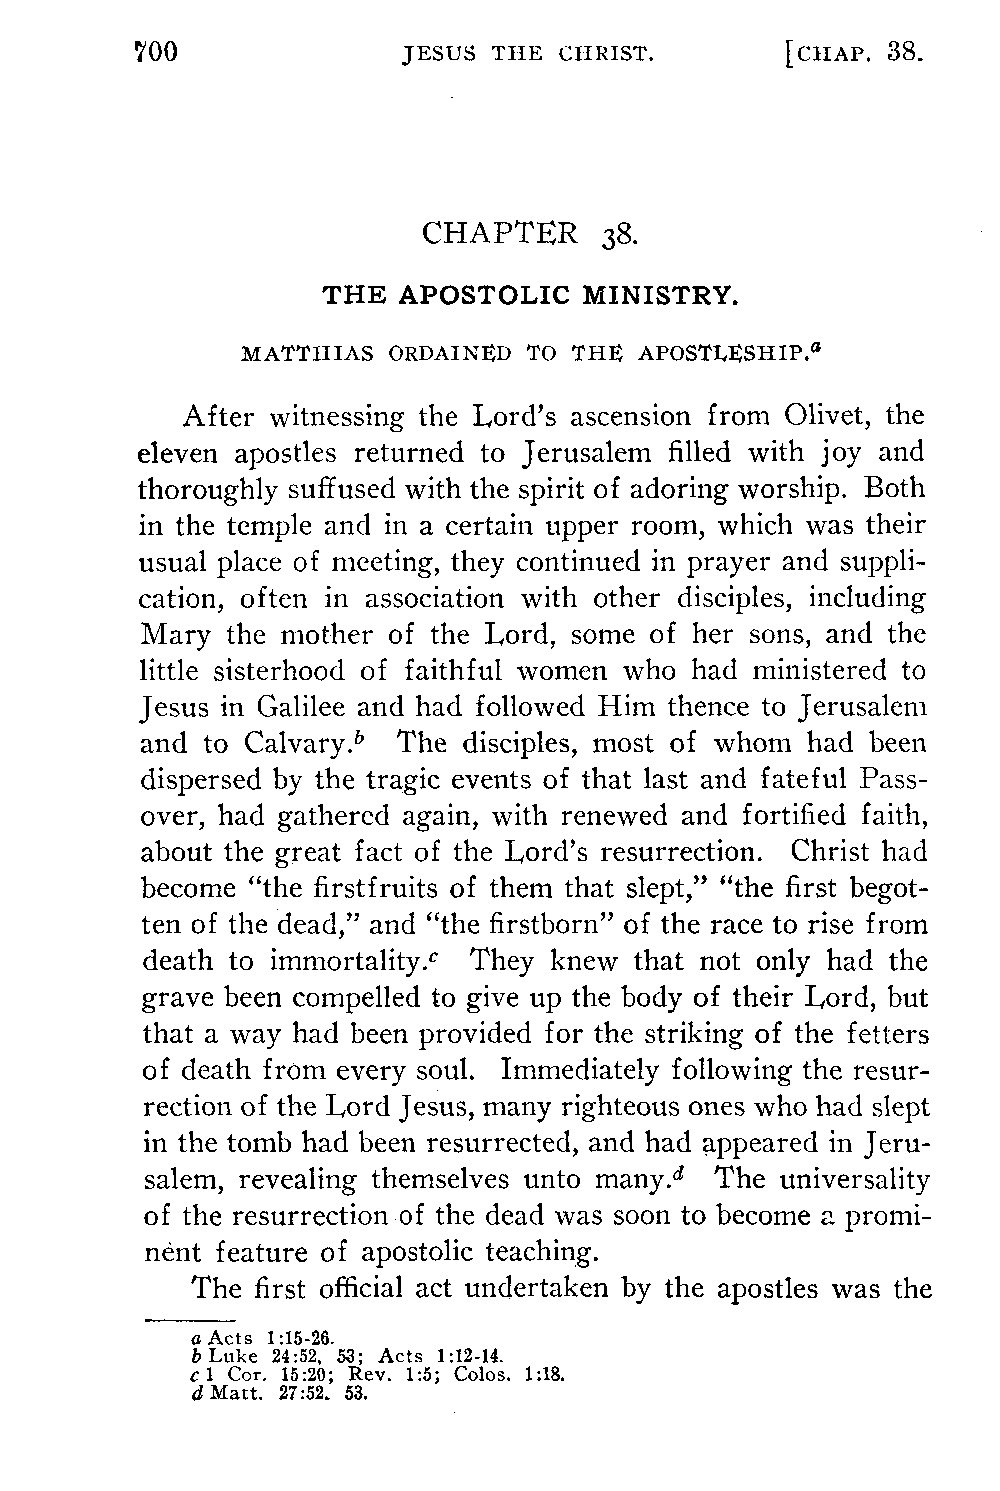 700 JESUS THE CHRIST. [CHAP. 38.
CHAPTER 38.
THE APOSTOLIC MINISTRY.
MATTHIAS ORDAINED TO THE APOSTLESHIP.a
After witnessing the Lord's ascension from Olivet, the
eleven apostles returned to Jerusalem filled with joy and
thoroughly suffused with the spirit of adoring worship. Both
in the temple and in a certain upper room, which was their
usual place of meeting, they continued in prayer and suppli-
cation, often in association with other disciples, including
Mary the mother of the Lord, some of her sons, and the
little sisterhood of faithful women who had ministered to
Jesus in Galilee and had followed Him thence to Jerusalem
and to Calvary.b The disciples, most of whom had been
dispersed by the tragic events of that last and fateful Pass-
over, had gathered again, with renewed and fortified faith,
about the great fact of the Lord's resurrection. Christ had
become "the firstfruits of them that slept," "the first begot-
ten of the dead," and "the firstborn" of the race to rise from
death to immortality.c They knew that not only had the
grave been compelled to give up the body of their Lord, but
that a way had been provided for the striking of the fetters
of death from every soul. Immediately following the resur-
rection of the Lord Jesus, many righteous ones who had slept
in the tomb had been resurrected, and had appeared in Jeru-
salem, revealing themselves unto many.d The universality
of the resurrection of the dead was soon to become a promi-
nent feature of apostolic teaching.
The first official act undertaken by the apostles was the
a Acts 1:15-26.
b Luke 24:52, 53; Acts 1:12-14.
c 1 Cor. 15:20; Rev. 1:5; Colos. 1:18.
d Matt. 27:52. 53.